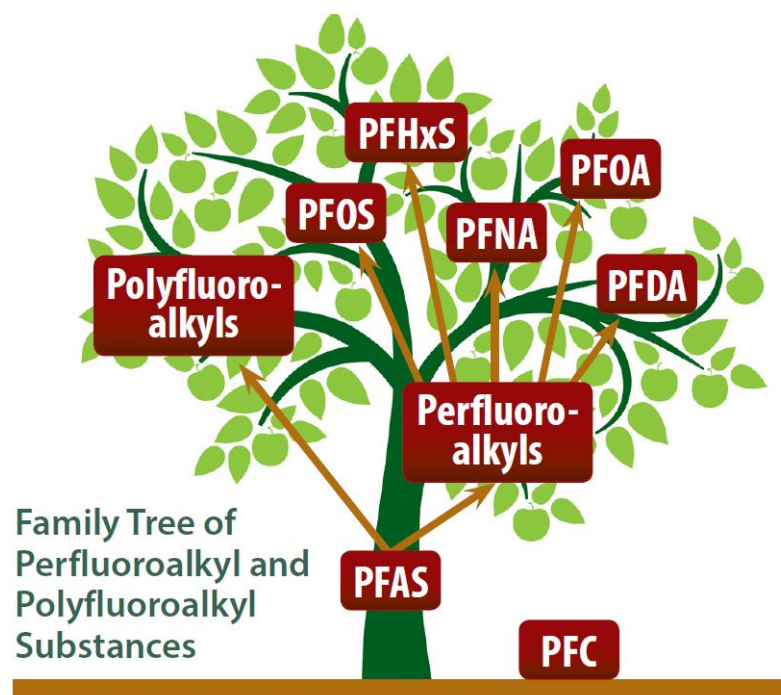 PFHxS
PFOA
PFOS
PFNA
Polyfluoro-
alkyls
PFDA
Perfluoro-
alkyls
Family Tree of
Perfluoroalkyl and
Polyfluoroalkyl
Substances
PFAS
PFC